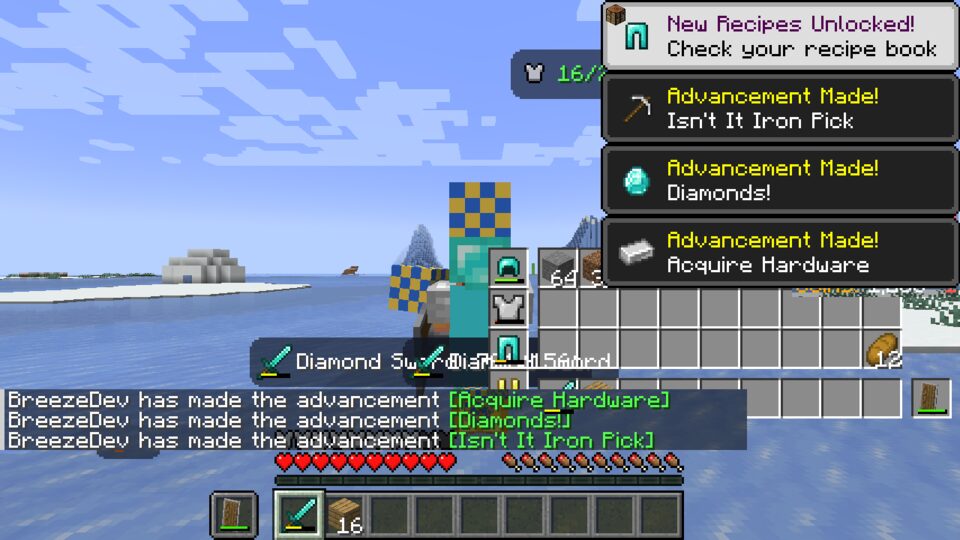 New Recipes Unlocked!
Check your recipe book
16/
Advancement Made!
Isn't It Iron Pick
Advancement Made!
Diamonds!
Advancement Made!
Acquire Hardware
64
Diamond
12
BreezeDev has made the advancement [Acquire Hardware]
BreezeDev has made the advancement [Diamonds!]
BreezeDev has made the advancement [Isn't It Iron Pick]
16